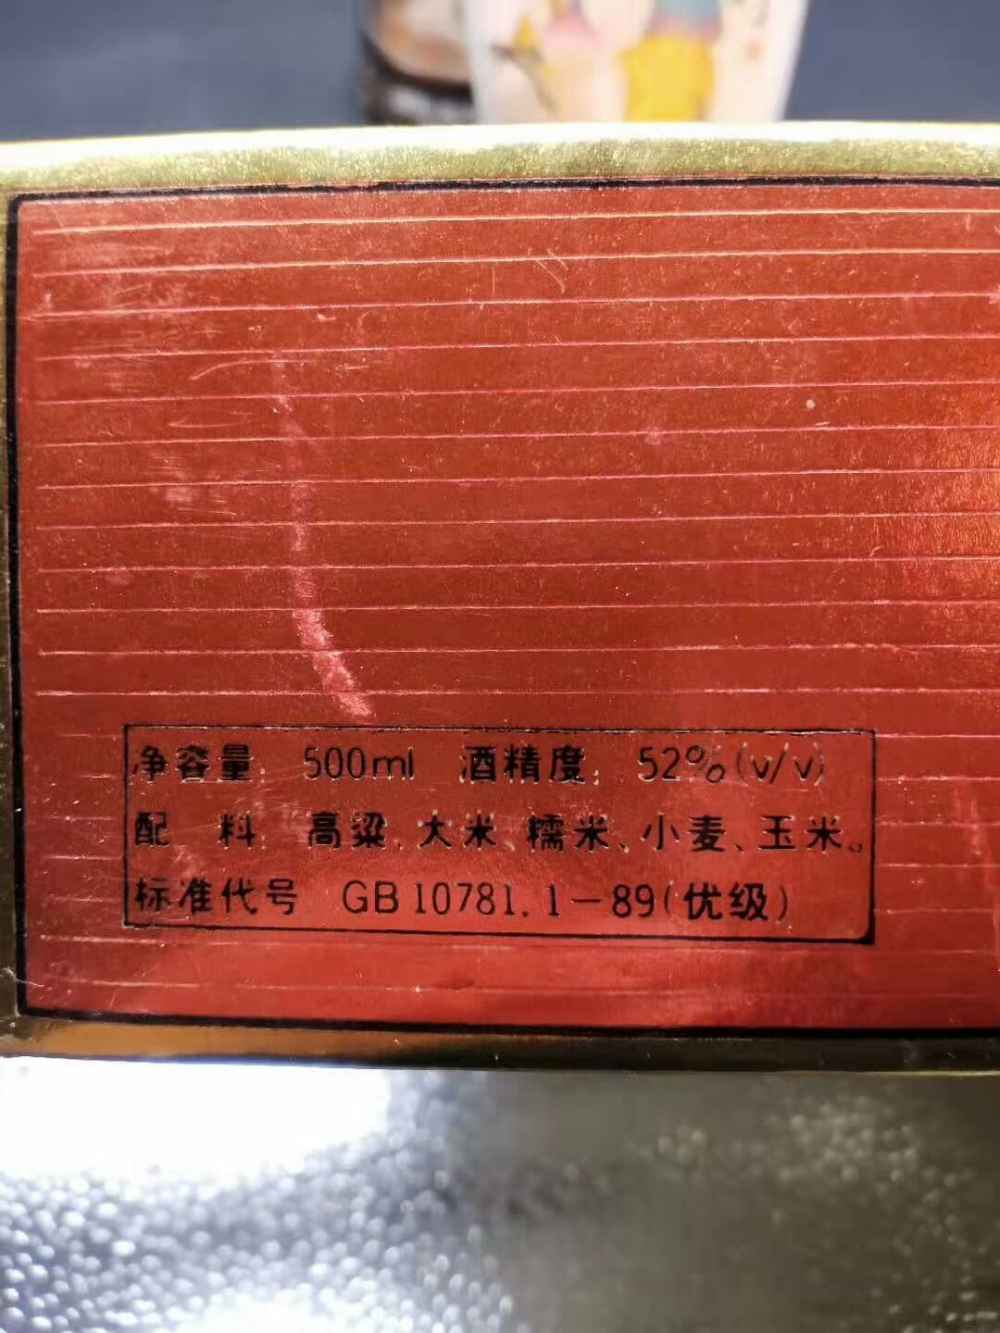 净容量 500ml 酒精度 52%(v/v)
配 料 高粱、大米、糯米、小麦、玉米。
标准代号 GB 10781.1-89(优级)